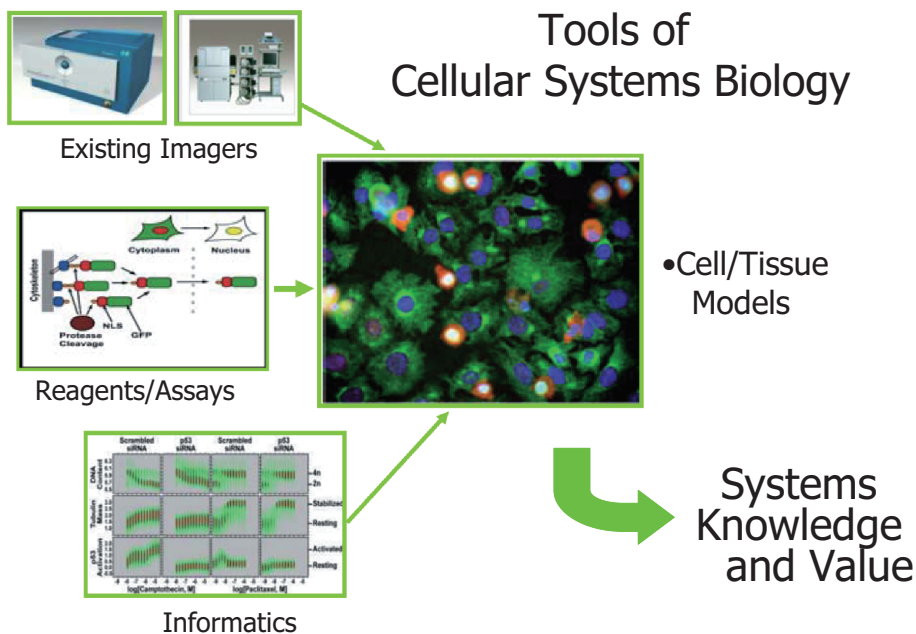 Tools of
Cellular Systems Biology
Existing Imagers
Cytoplasm
Nucleus
Cytoskeleton
NLS
GFP
Protease
Cleavage
Reagents/Assays
•Cell/Tissue
Models
Scrambled
siRNA
p53
siRNA
Scrambled
siRNA
p53
siRNA
DNA
Content
4n
2n
Tubulin
Mass
Stabilized
Resting
p53
Activation
Activated
Resting
log[Camptothecin, M]
log[Paclitaxel, M]
Informatics
Systems
Knowledge
and Value